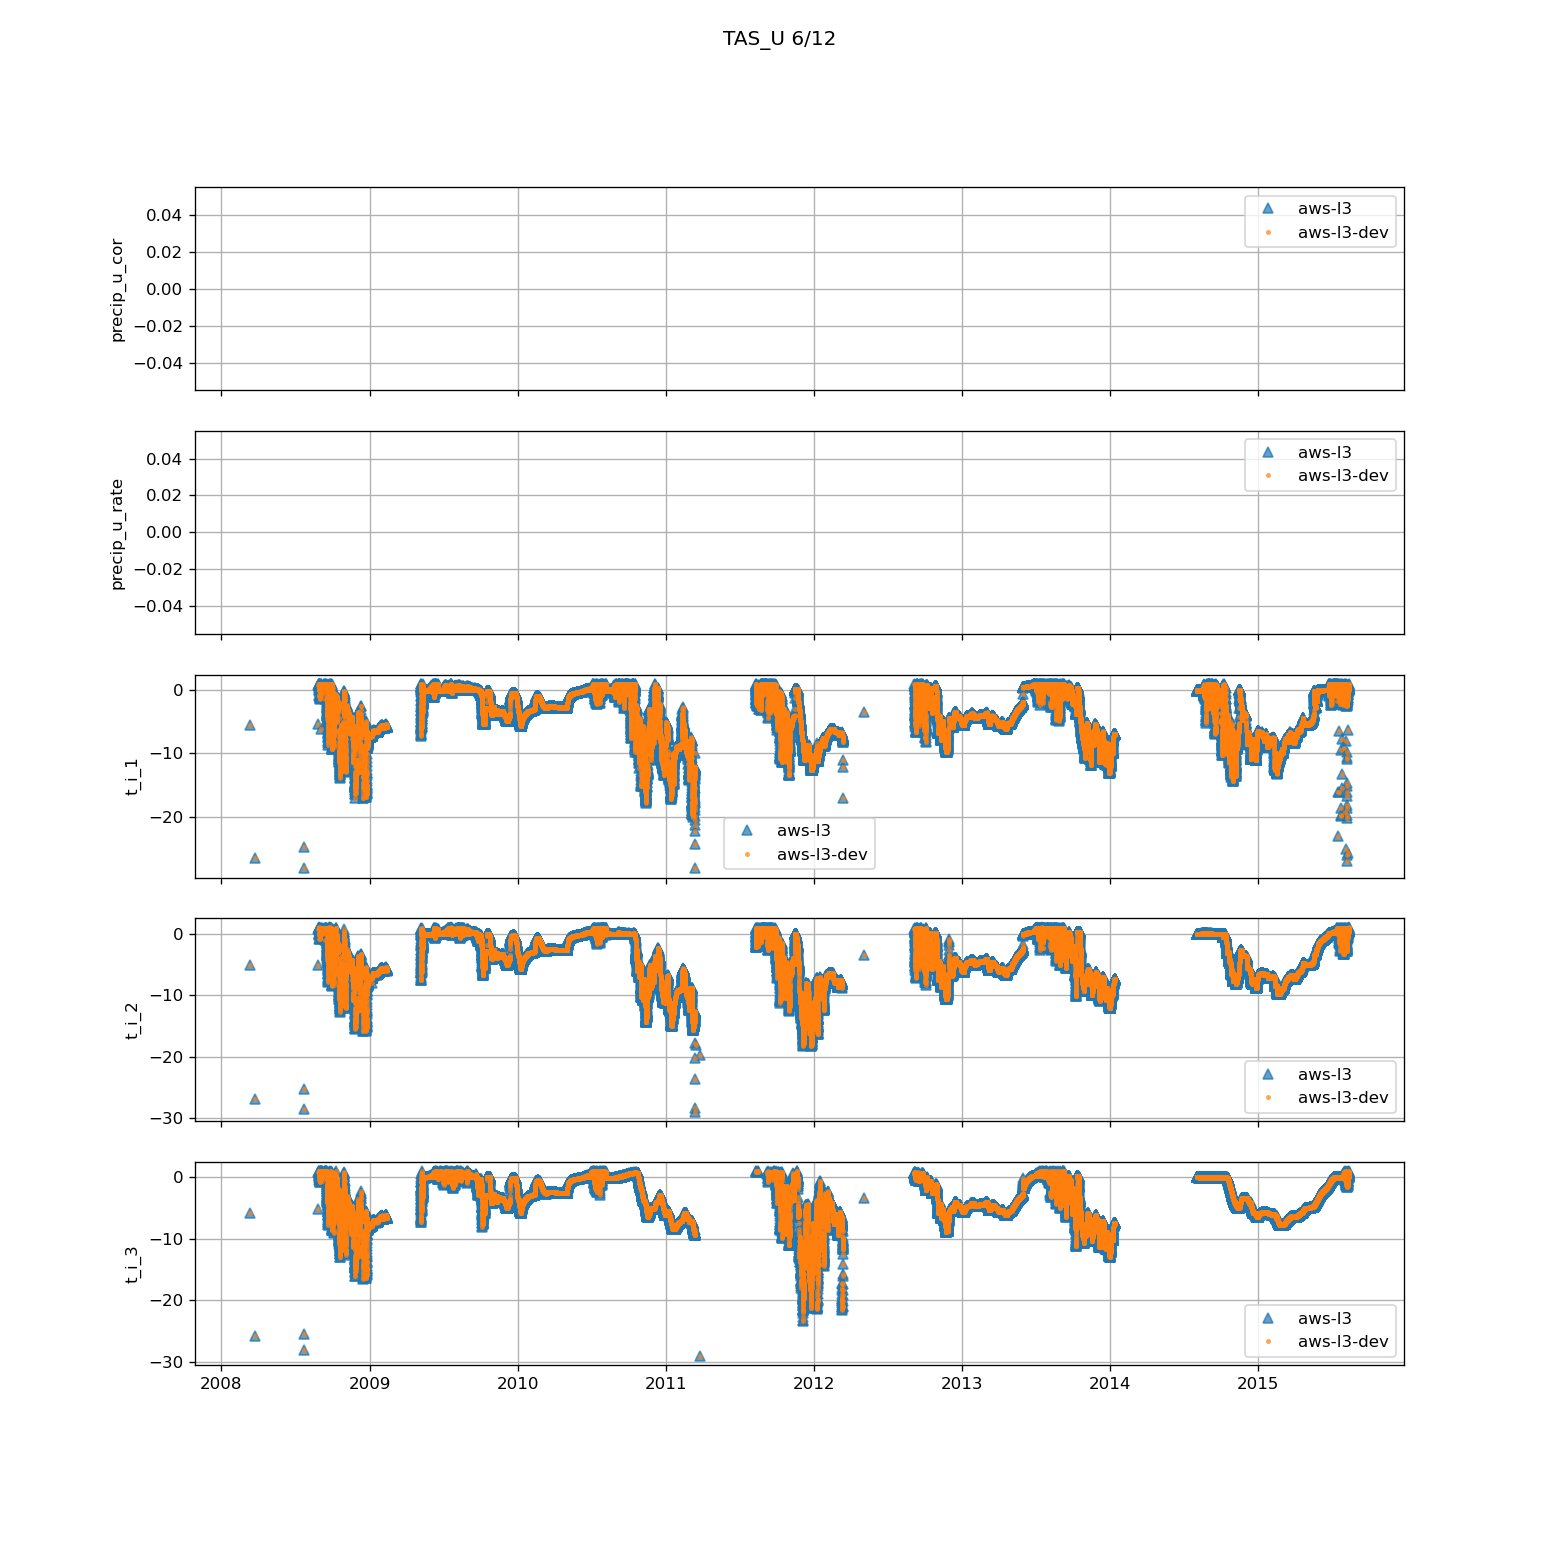 TAS_U 6/12
precip_u_cor
0.04
0.02
0.00
−0.02
−0.04
aws-l3
aws-l3-dev
precip_u_rate
0.04
0.02
0.00
−0.02
−0.04
aws-l3
aws-l3-dev
t_i_1
0
−10
−20
aws-l3
aws-l3-dev
t_i_2
0
−10
−20
−30
aws-l3
aws-l3-dev
t_i_3
0
−10
−20
−30
aws-l3
aws-l3-dev
2008 2009 2010 2011 2012 2013 2014 2015